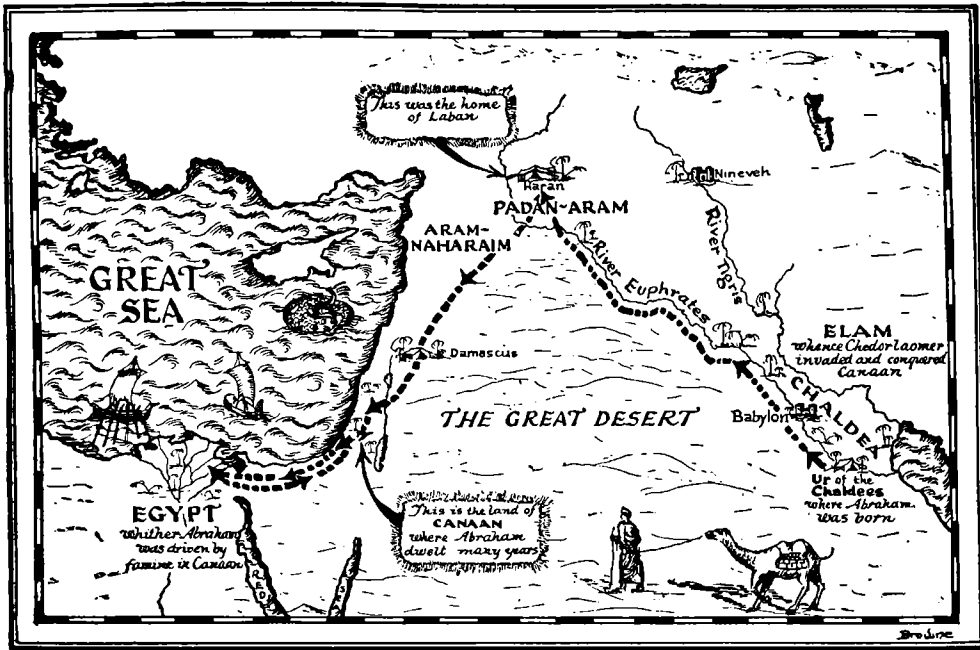 This was the home
of Laban
Haran
PADAN~ARAM
Nineveh
ARAM-
NAHARAIM
River Tigris
River Euphrates
GREAT
SEA
ELAM
whence Chedorlaomer
invaded and conquered
Canaan
Damascus
CHALDEA
THE GREAT DESERT
Babylon
Ur of the
Chaldees
where Abraham
was born
This is the land of
CANAAN
where Abraham
dwelt many years
EGYPT
Whither Abraham
was driven by
famine in Canaan
RED